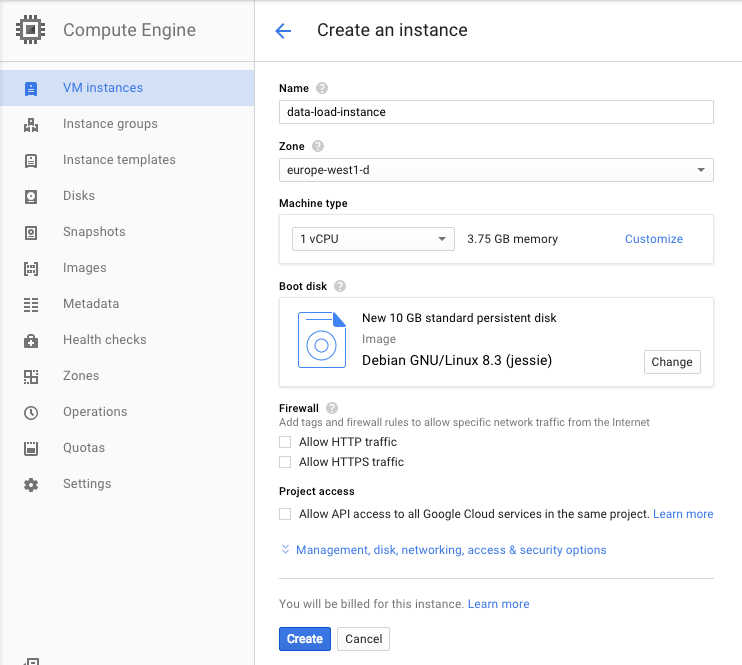 Compute Engine
VM instances
Instance groups
Instance templates
Disks
Snapshots
Images
Metadata
Health checks
Zones
Operations
Quotas
Settings
Create an instance
Name ?
data-load-instance
Zone ?
europe-west1-d
Machine type
1 vCPU 3.75 GB memory Customize
Boot disk ?
New 10 GB standard persistent disk
Image
Debian GNU/Linux 8.3 (jessie)
Change
Firewall ?
Add tags and firewall rules to allow specific network traffic from the Internet
Allow HTTP traffic
Allow HTTPS traffic
Project access
Allow API access to all Google Cloud services in the same project. Learn more
Management, disk, networking, access & security options
You will be billed for this instance. Learn more
Create Cancel